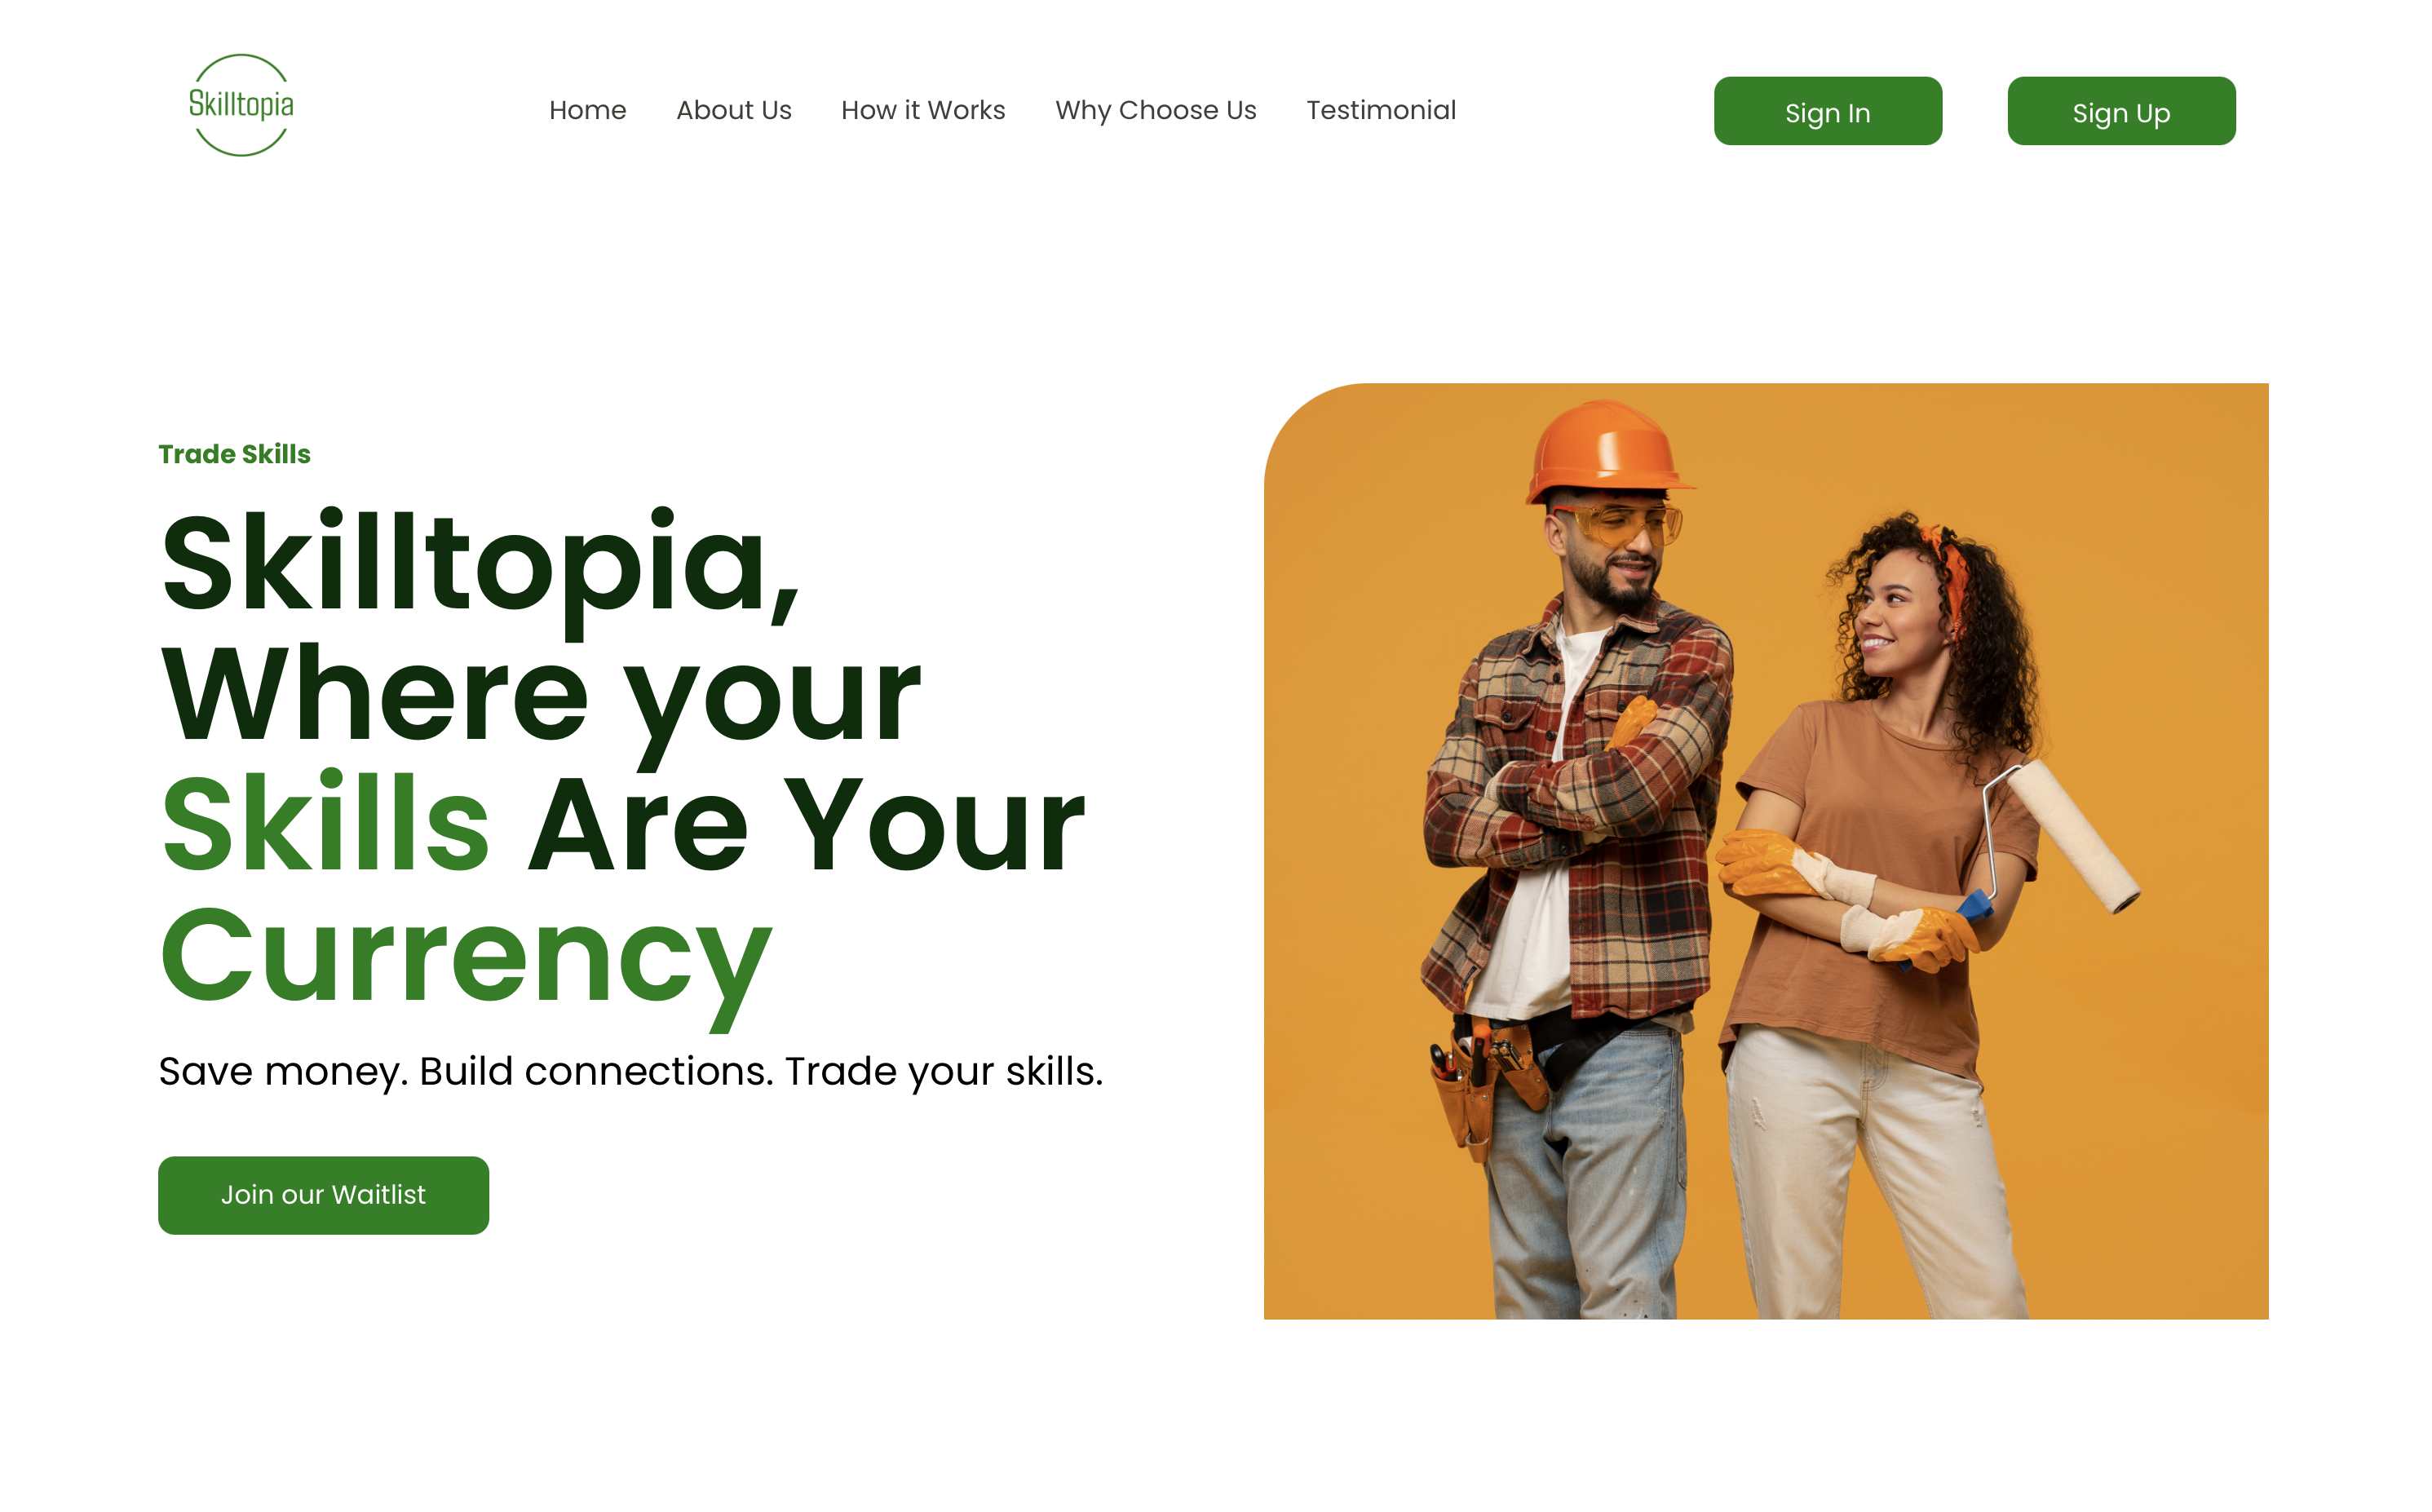 Skilltopia
Home About Us How it Works Why Choose Us Testimonial
Sign In
Sign Up
Trade Skills
Skilltopia,
Where your
Skills Are Your
Currency
Save money. Build connections. Trade your skills.
Join our Waitlist